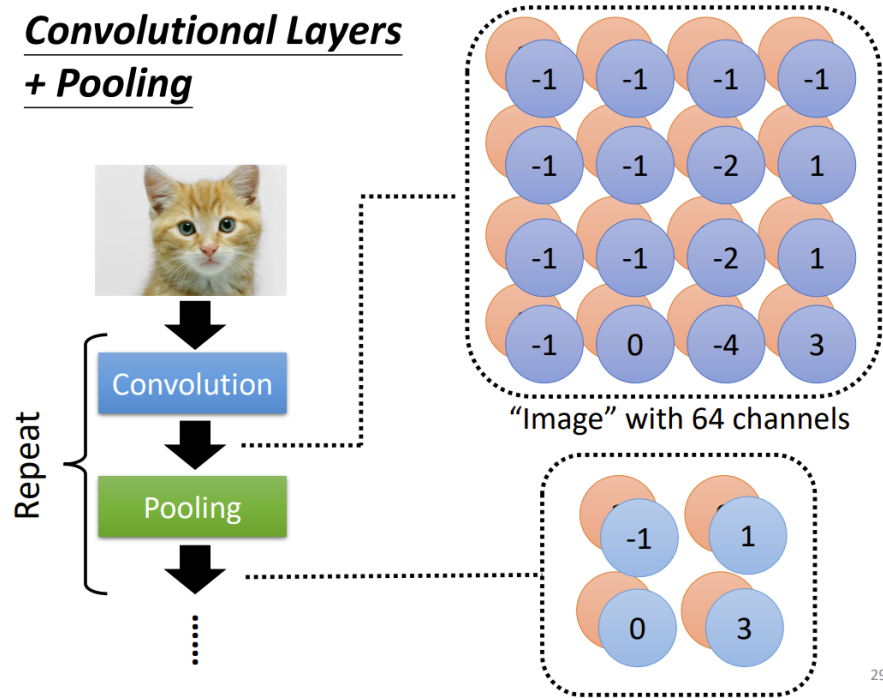 Convolutional Layers
+ Pooling
-1 -1 -1 -1
-1 -1 -2 1
-1 -1 -2 1
-1 0 -4 3
“Image” with 64 channels
Repeat
Convolution
Pooling
......
-1 1
0 3
29